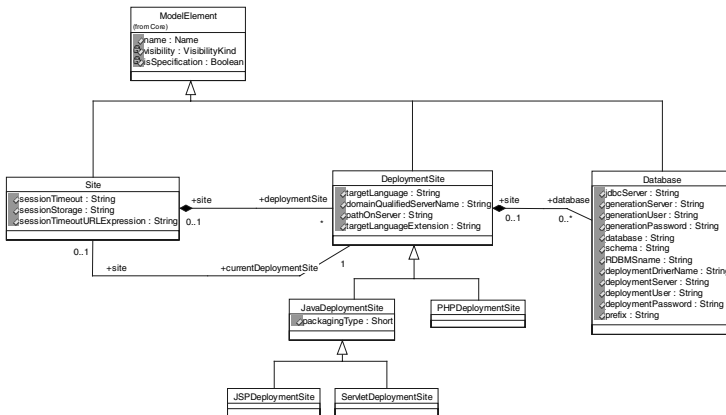 ModelElement
(from Core)
name : Name
visibility : VisibilityKind
isSpecification : Boolean
Site
sessionTimeout : String
sessionStorage : String
sessionTimeoutURLExpression : String
+site
0..1
+deploymentSite
*
DeploymentSite
targetLanguage : String
domainQualifiedServerName : String
pathOnServer : String
targetLanguageExtension : String
+site
0..1
+database
0..*
Database
jdbcServer : String
generationServer : String
generationUser : String
generationPassword : String
database : String
schema : String
RDBMSname : String
deploymentDriverName : String
deploymentServer : String
deploymentUser : String
deploymentPassword : String
prefix : String
0..1
+site
+currentDeploymentSite
1
JavaDeploymentSite
packagingType : Short
PHPDeploymentSite
JSPDeploymentSite
ServletDeploymentSite